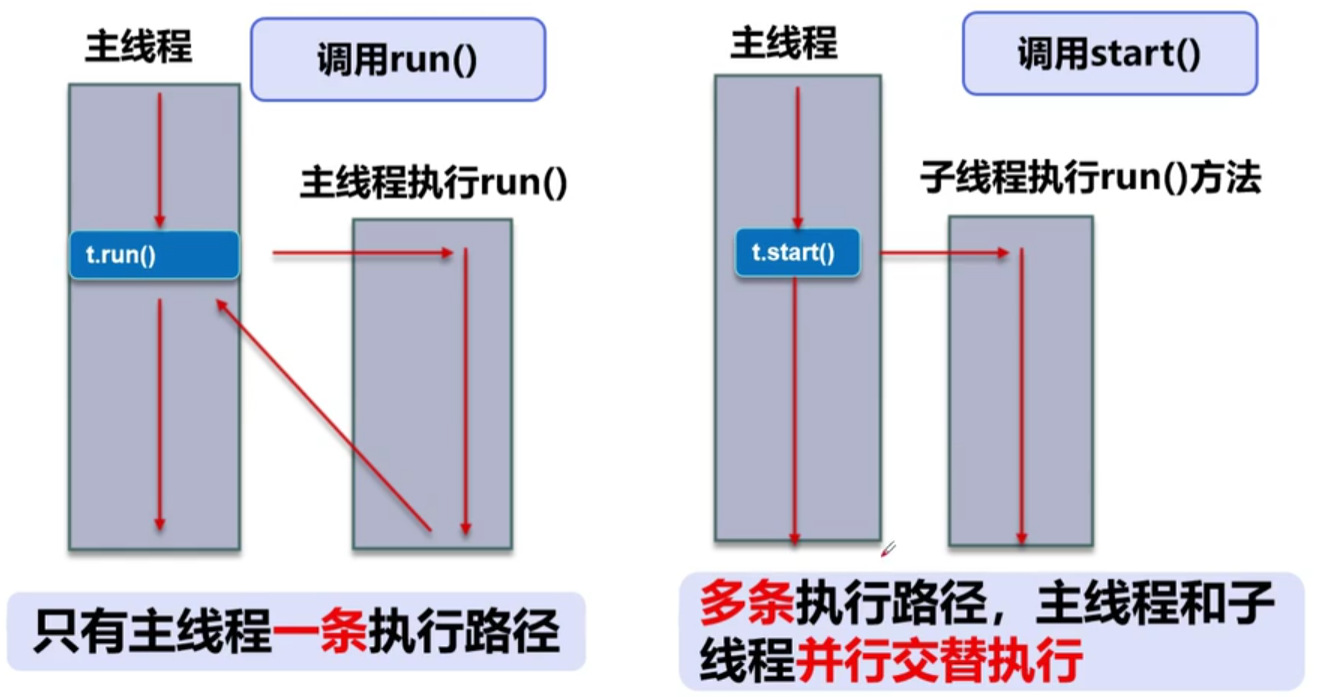 主线程
调用run()
主线程执行run()
t.run()
只有主线程一条执行路径
主线程
调用start()
子线程执行run()方法
t.start()
多条执行路径，主线程和子
线程并行交替执行